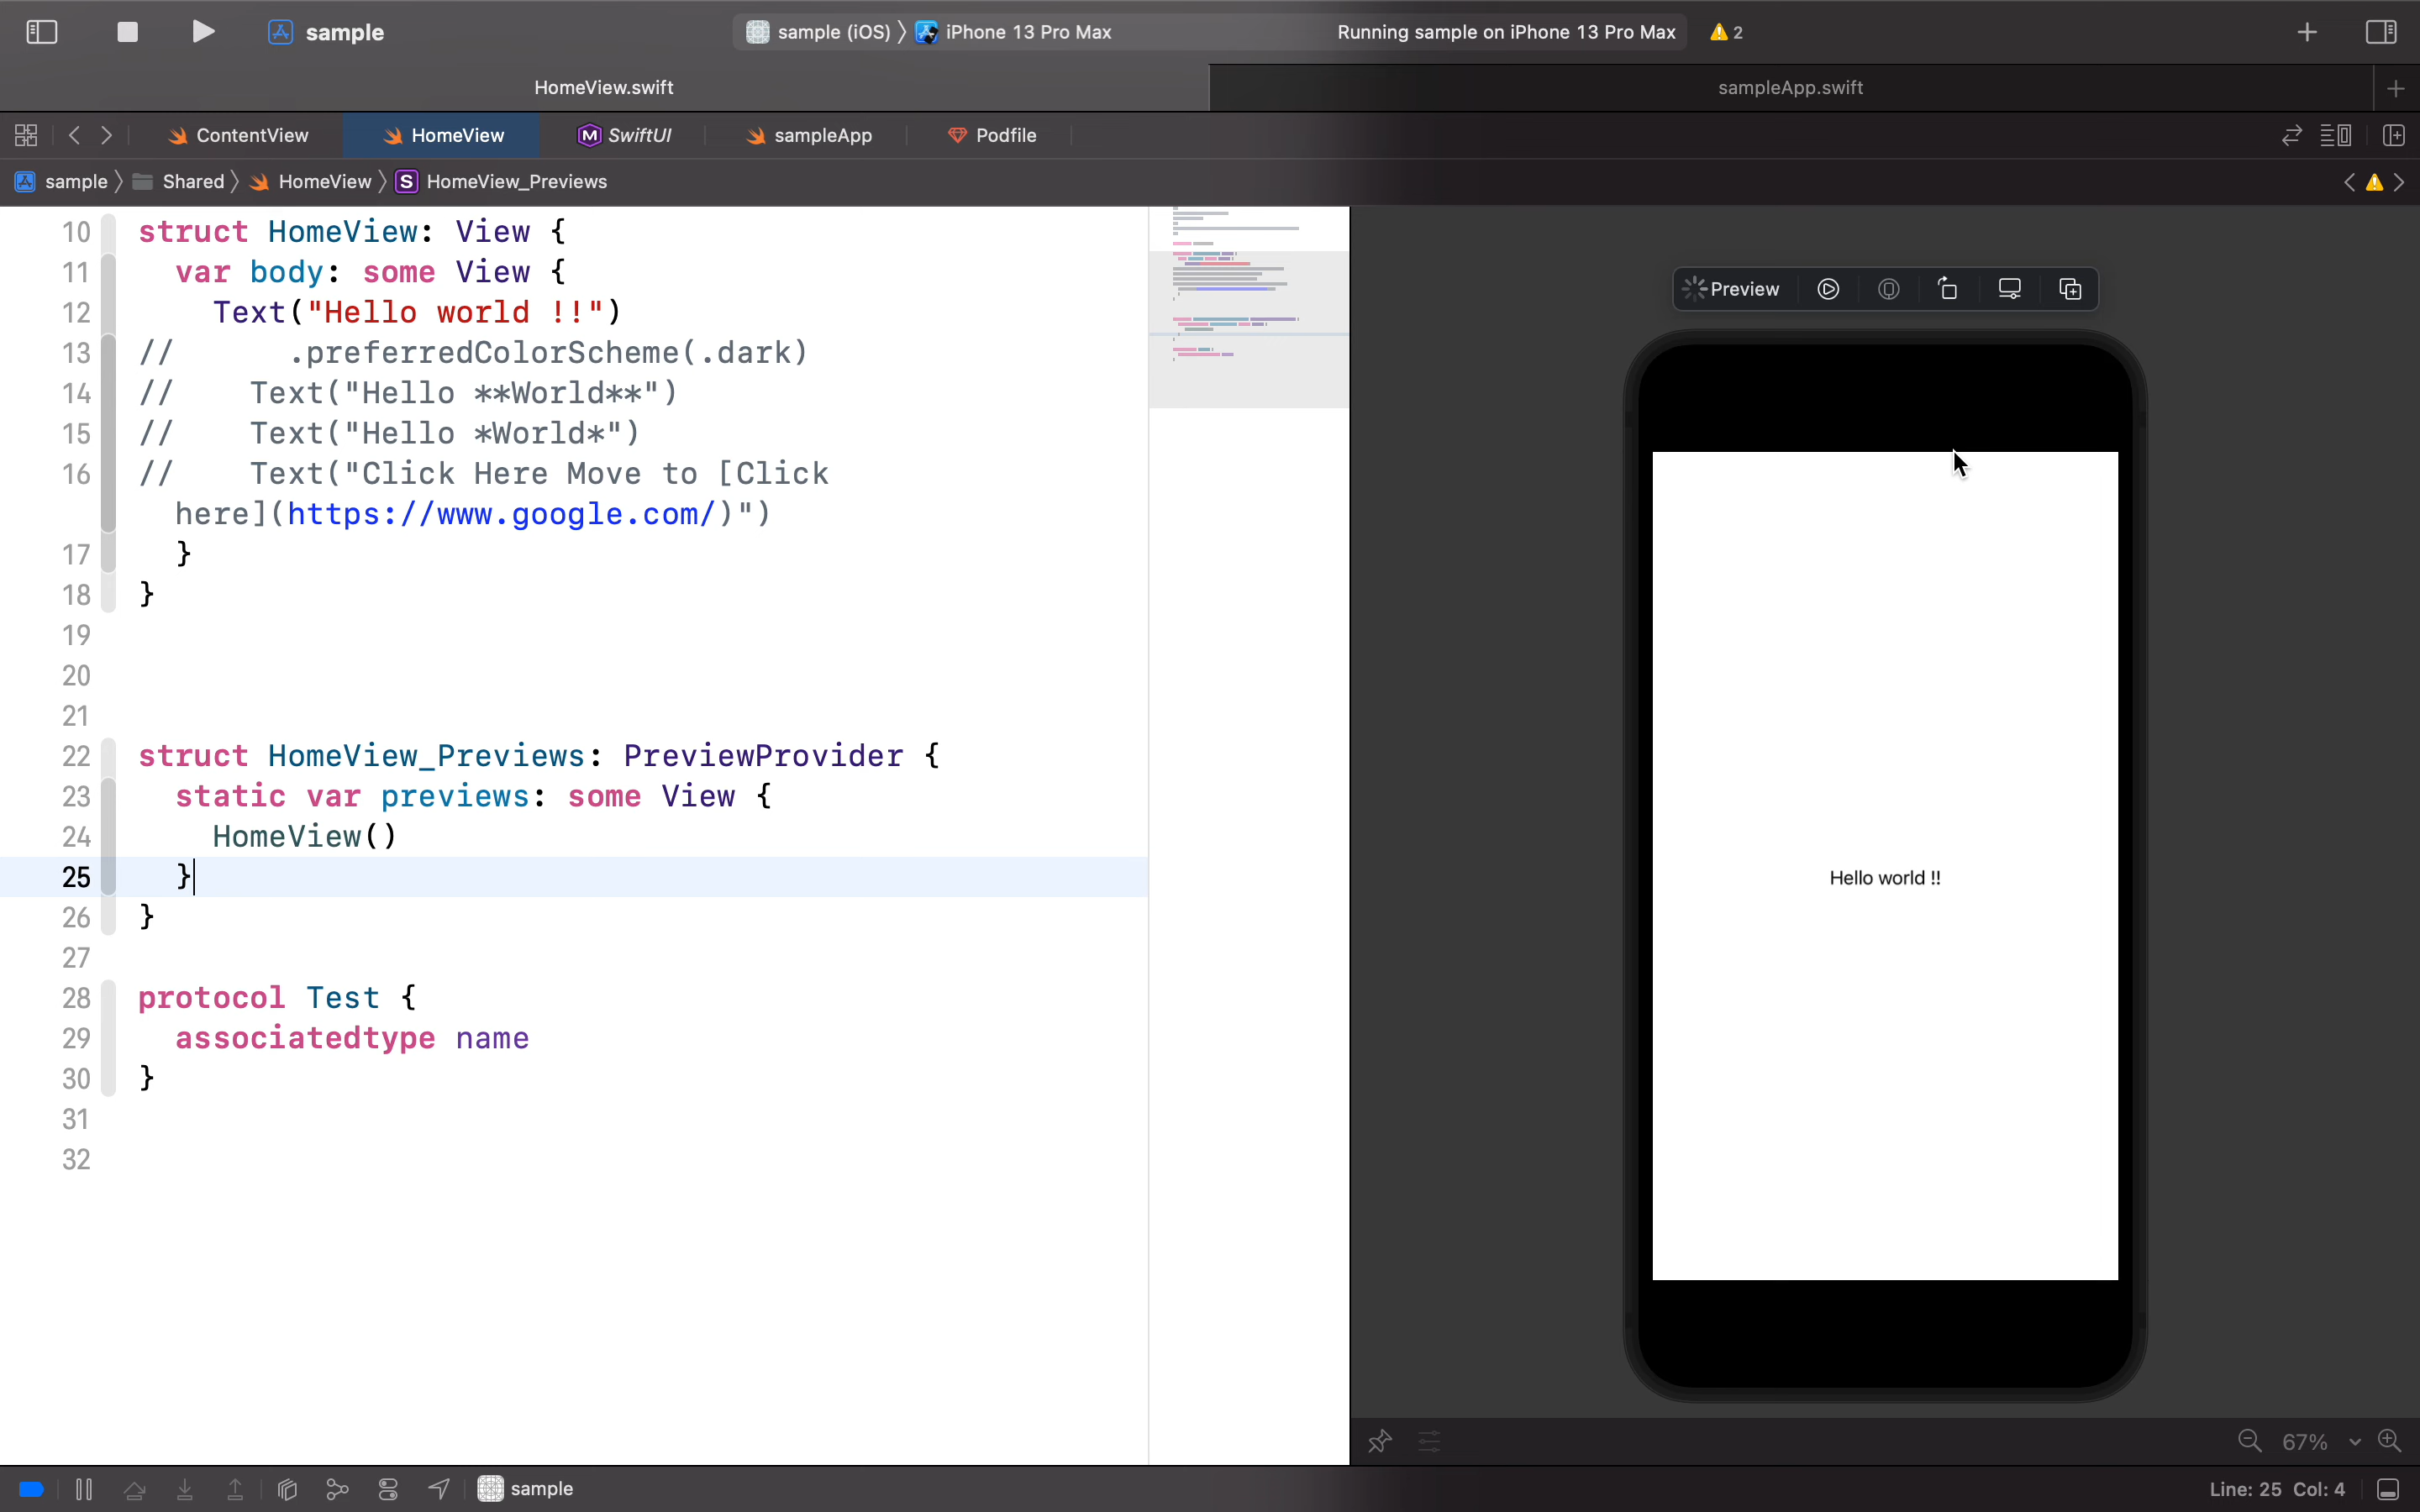 sample
sample (iOS) 〉 iPhone 13 Pro Max
Running sample on iPhone 13 Pro Max
2
HomeView.swift
sampleApp.swift
ContentView
HomeView
SwiftUI
sampleApp
Podfile
sample 〉 Shared 〉 HomeView 〉 S HomeView_Previews
10 struct HomeView: View {
11   var body: some View {
12     Text("Hello world !!")
13 //      .preferredColorScheme(.dark)
14 //    Text("Hello **World**")
15 //    Text("Hello *World*")
16 //    Text("Click Here Move to [Click
  here](https://www.google.com/)")
17   }
18 }
19
20
21
22 struct HomeView_Previews: PreviewProvider {
23   static var previews: some View {
24     HomeView()
25   }
26 }
27
28 protocol Test {
29   associatedtype name
30 }
31
32
Preview
Hello world !!
67%
sample
Line: 25 Col: 4